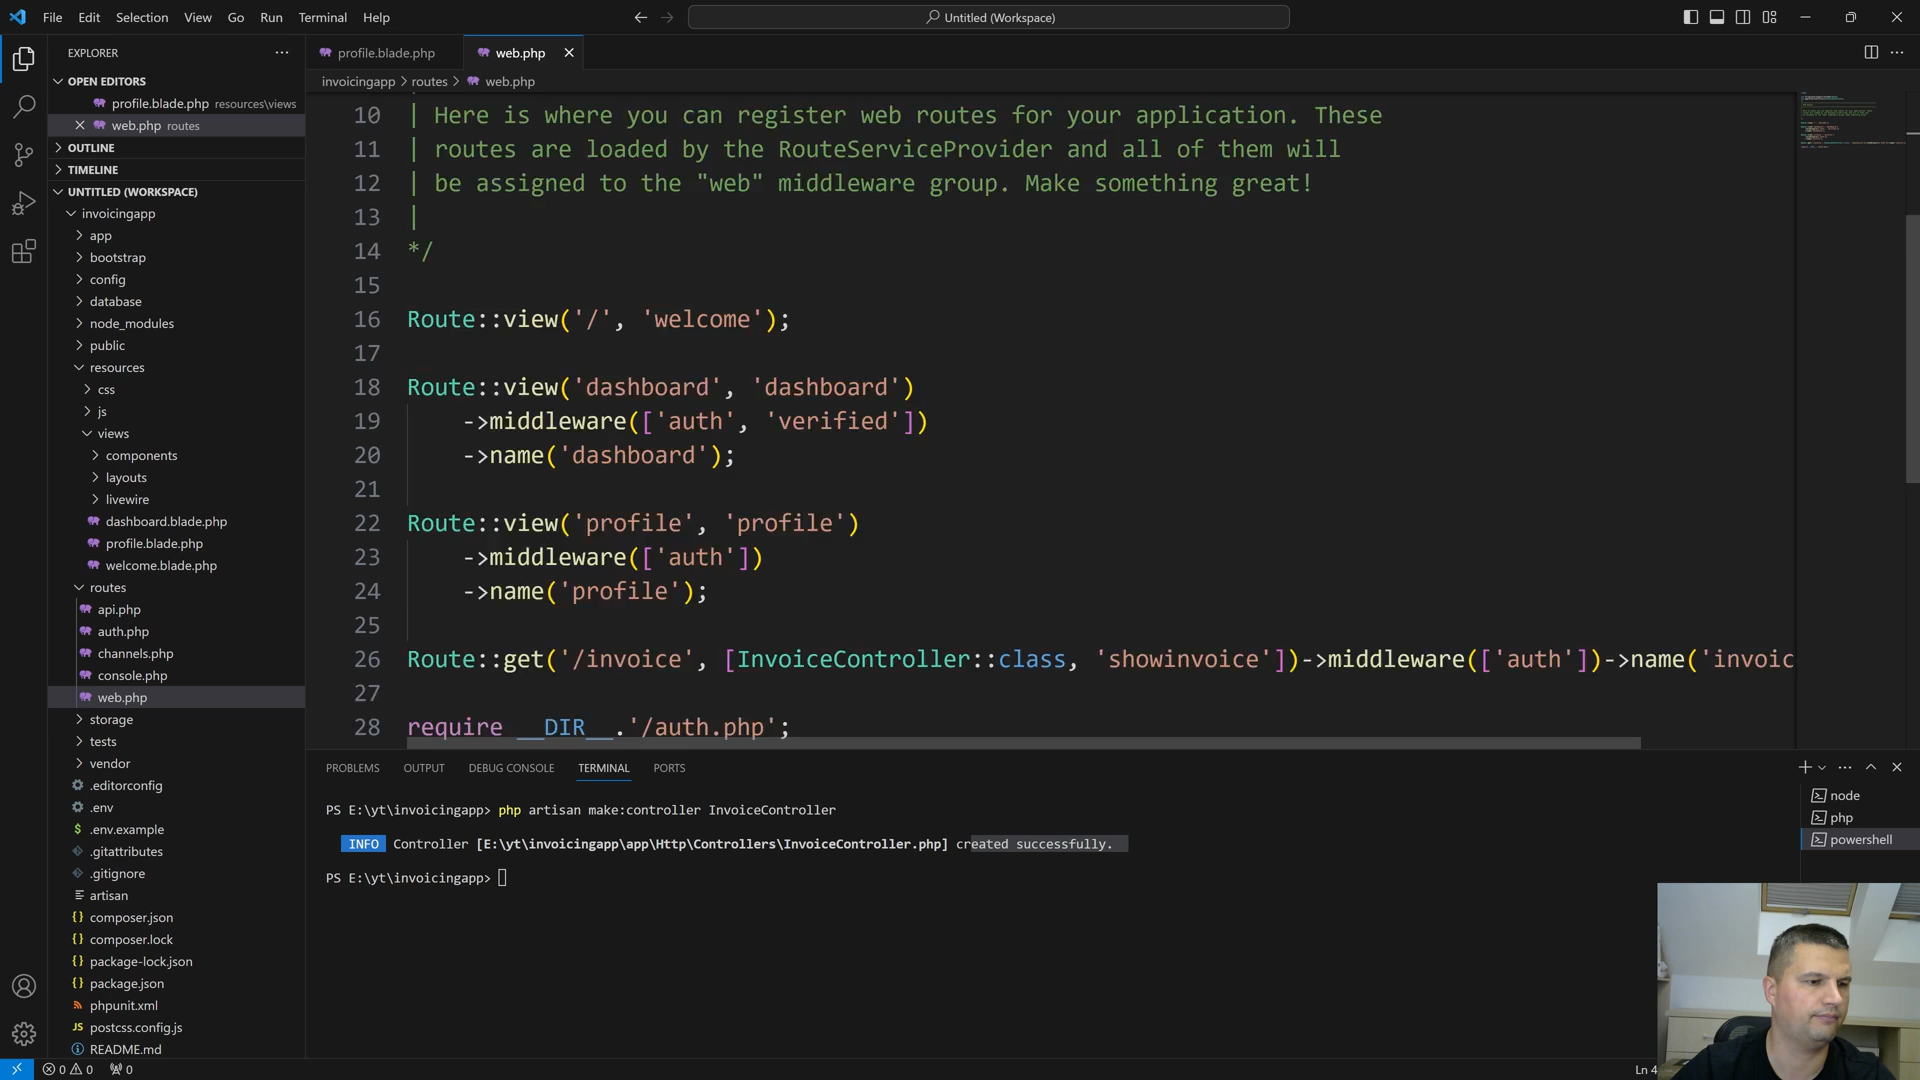 File Edit Selection View Go Run Terminal Help
Untitled (Workspace)
EXPLORER
OPEN EDITORS
profile.blade.php resources\views
web.php routes
OUTLINE
TIMELINE
UNTITLED (WORKSPACE)
invoicingapp
app
bootstrap
config
database
node_modules
public
resources
css
js
views
components
layouts
livewire
dashboard.blade.php
profile.blade.php
welcome.blade.php
routes
api.php
auth.php
channels.php
console.php
web.php
storage
tests
vendor
.editorconfig
.env
.env.example
.gitattributes
.gitignore
artisan
composer.json
composer.lock
package-lock.json
package.json
phpunit.xml
postcss.config.js
README.md
profile.blade.php
web.php
invoicingapp > routes > web.php
10 | Here is where you can register web routes for your application. These
11 | routes are loaded by the RouteServiceProvider and all of them will
12 | be assigned to the "web" middleware group. Make something great!
13 |
14 */
15
16 Route::view('/', 'welcome');
17
18 Route::view('dashboard', 'dashboard')
19     ->middleware(['auth', 'verified'])
20     ->name('dashboard');
21
22 Route::view('profile', 'profile')
23     ->middleware(['auth'])
24     ->name('profile');
25
26 Route::get('/invoice', [InvoiceController::class, 'showinvoice'])->middleware(['auth'])->name('invoic
27
28 require __DIR__.'/auth.php';
PROBLEMS OUTPUT DEBUG CONSOLE TERMINAL PORTS
PS E:\yt\invoicingapp> php artisan make:controller InvoiceController
INFO Controller [E:\yt\invoicingapp\app\Http\Controllers\InvoiceController.php] created successfully.
PS E:\yt\invoicingapp>
node
php
powershell
0 0 0
Ln 4